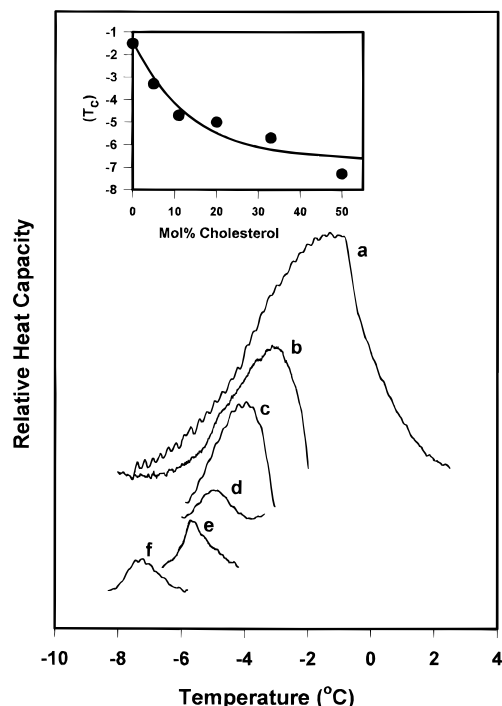 -1
-2
-3
-4
-5
-6
-7
-8
(Tc)
0 10 20 30 40 50
Mol% Cholesterol
a
b
c
d
e
f
Relative Heat Capacity
-10 -8 -6 -4 -2 0 2 4
Temperature (°C)